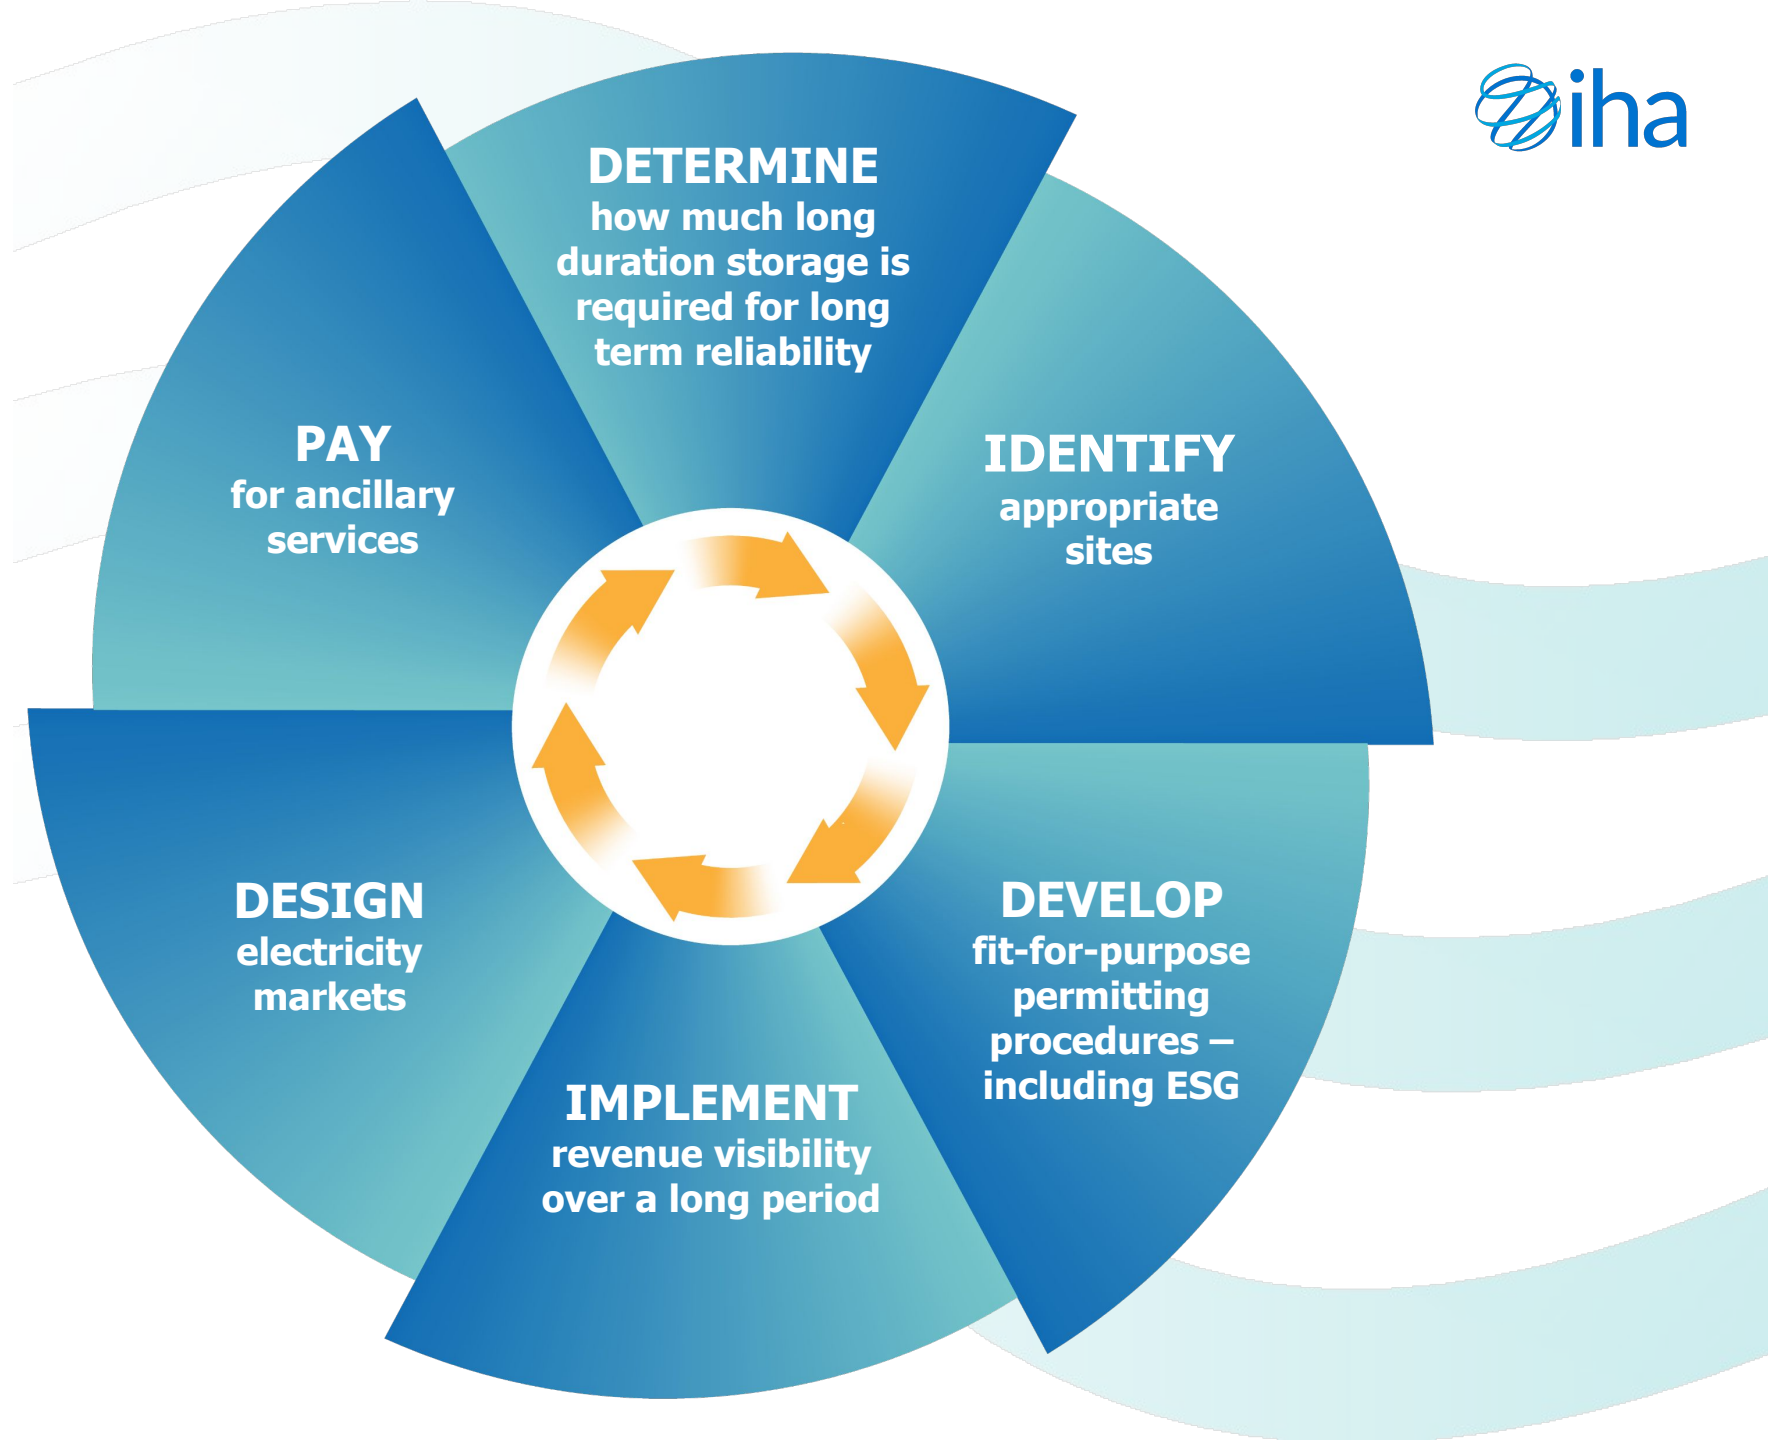 iha
DETERMINE
how much long
duration storage is
required for long
term reliability
IDENTIFY
appropriate
sites
DEVELOP
fit-for-purpose
permitting
procedures –
including ESG
IMPLEMENT
revenue visibility
over a long period
DESIGN
electricity
markets
PAY
for ancillary
services